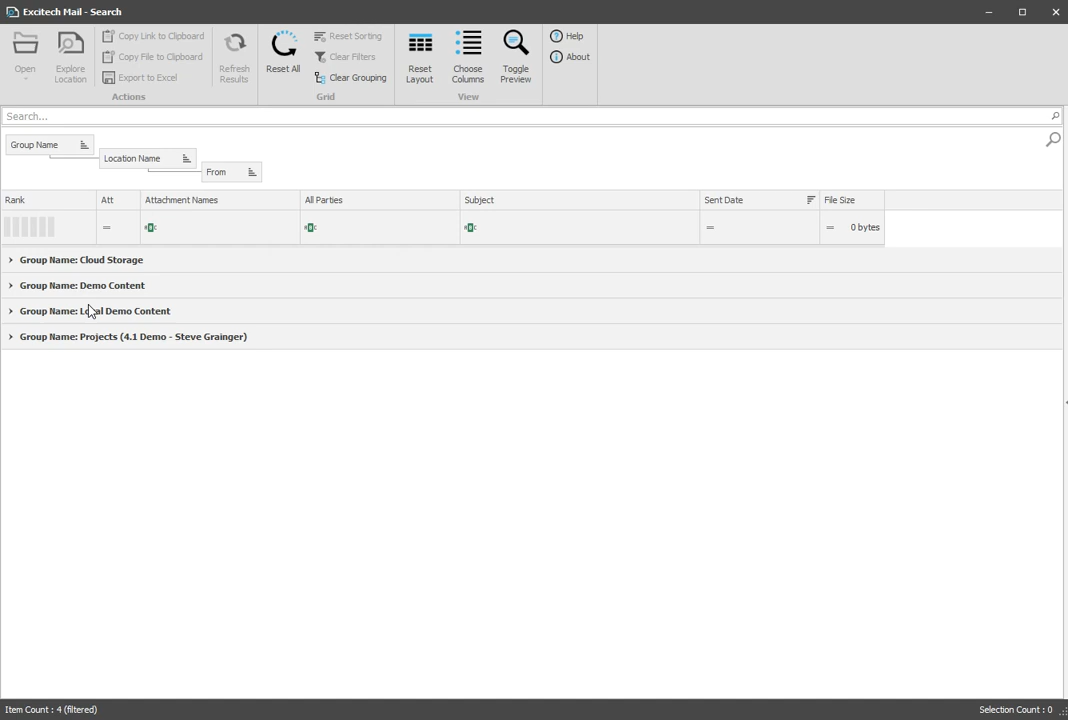 Excitech Mail - Search
Open
Explore Location
Copy Link to Clipboard
Copy File to Clipboard
Export to Excel
Actions
Refresh Results
Reset All
Reset Sorting
Clear Filters
Clear Grouping
Grid
Reset Layout
Choose Columns
Toggle Preview
View
Help
About
Search...
Group Name
Location Name
From
Rank Att Attachment Names All Parties Subject Sent Date File Size
= = = 0 bytes
Group Name: Cloud Storage
Group Name: Demo Content
Group Name: Local Demo Content
Group Name: Projects (4.1 Demo - Steve Grainger)
Item Count : 4 (filtered) Selection Count : 0